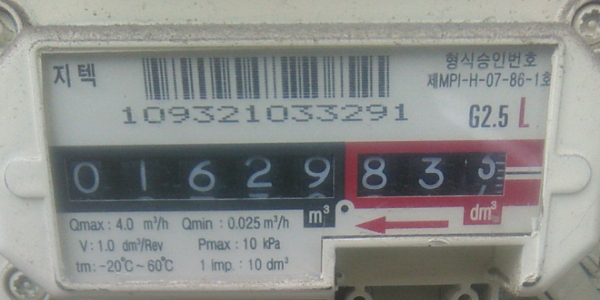 지텍
형식승인번호
제MPI-H-07-86-1호
109321033291
G2.5 L
01629 83
m³
dm³
Qmax : 4.0 m³/h Qmin : 0.025 m³/h
V : 1.0 dm³/Rev Pmax : 10 kPa
tm: -20℃ ~ 60℃ 1 imp. : 10 dm³